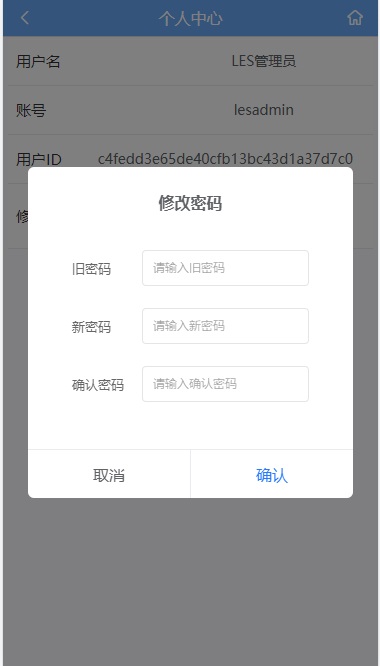 个人中心
用户名 LES管理员
账号 lesadmin
用户ID c4fedd3e65de40cfb13bc43d1a37d7c0
修
修改密码
旧密码 请输入旧密码
新密码 请输入新密码
确认密码 请输入确认密码
取消 确认